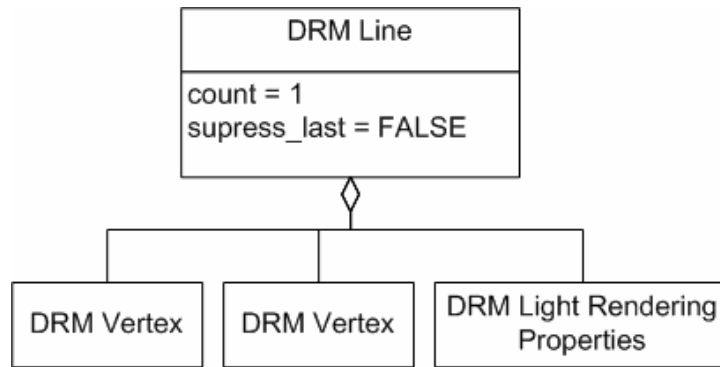 DRM Line
count = 1
supress_last = FALSE
DRM Vertex
DRM Vertex
DRM Light Rendering
Properties